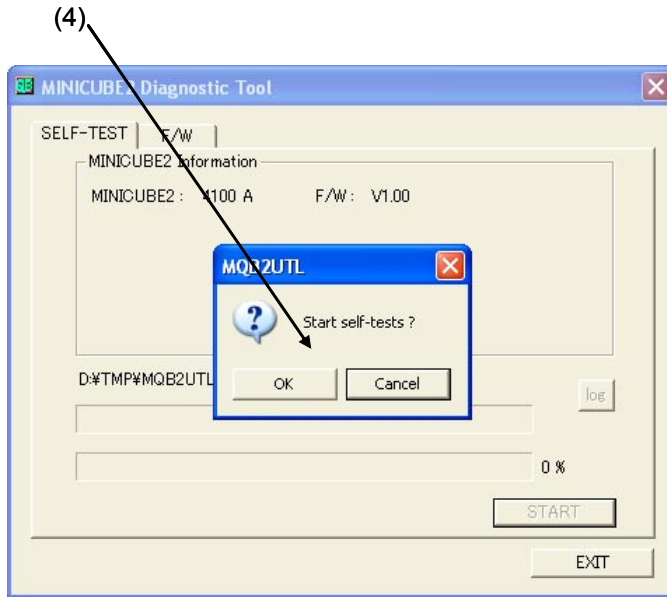 (4)
MINICUBE2 Diagnostic Tool
SELF-TEST F/W
MINICUBE2 Information
MINICUBE2 : 4100 A F/W : V1.00
MQB2UTL
Start self-tests ?
OK Cancel
D:¥TMP¥MQB2UTL
log
0 %
START
EXIT